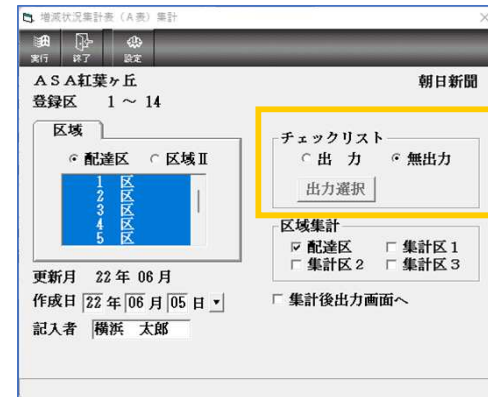 増減状況集計表（A表）集計
実行 終了 設定
ＡＳＡ紅葉ヶ丘 朝日新聞
登録区 1 ～ 14
区域
配達区 区域Ⅱ
1 区
2 区
3 区
4 区
5 区
チェックリスト
出 力 無出力
出力選択
区域集計
配達区 集計区1
集計区2 集計区3
更新月 22 年 06 月
作成日 22 年 06 月 05 日
集計後出力画面へ
記入者 横浜 太郎